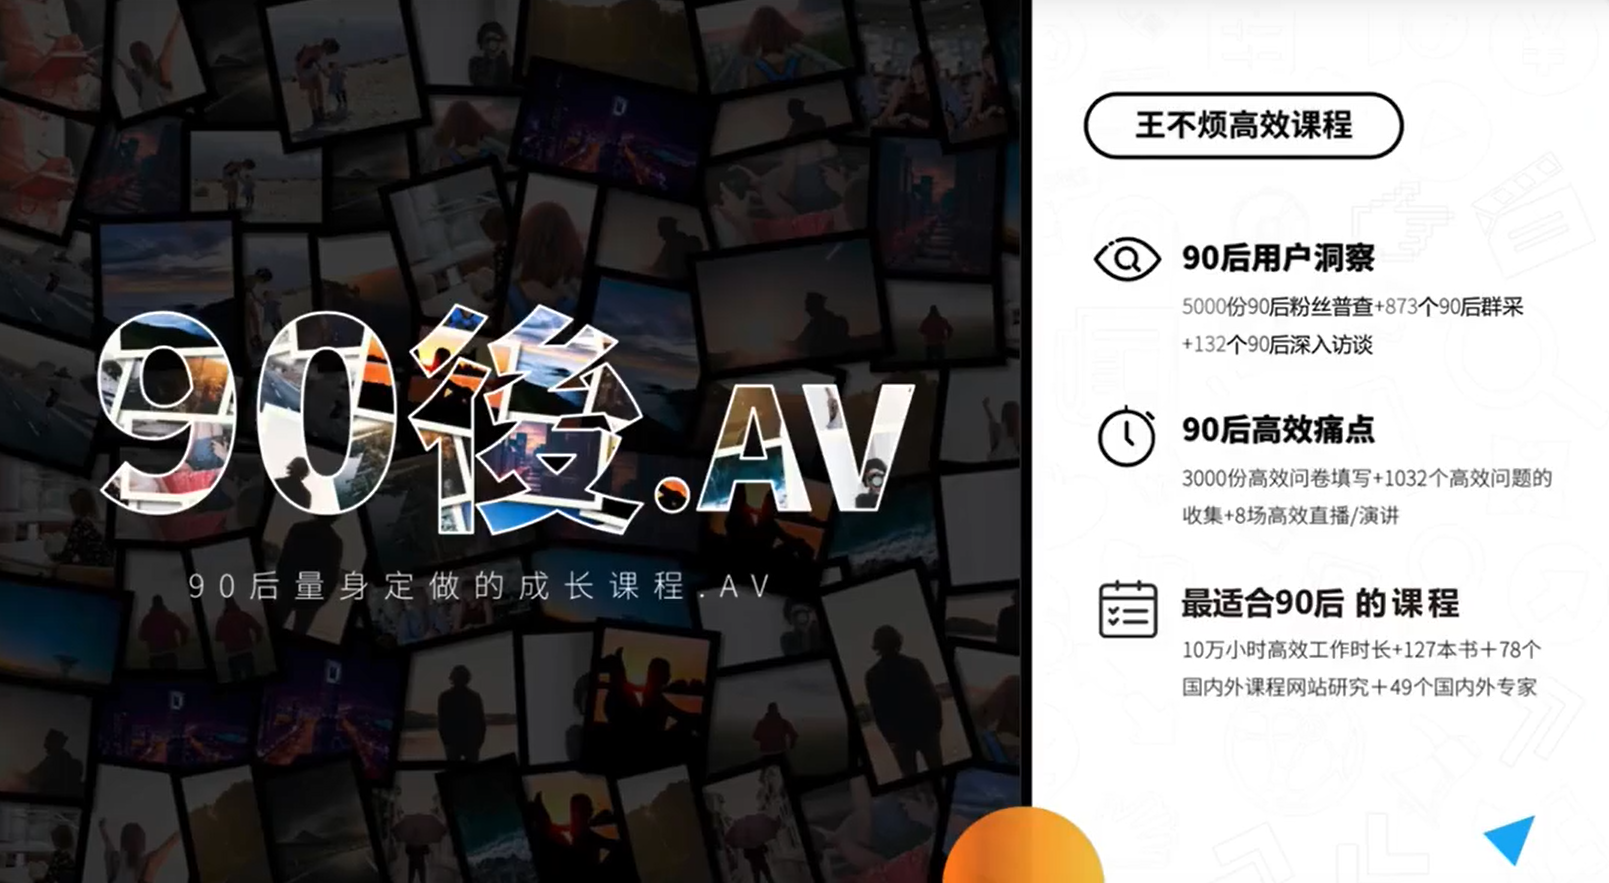 90後.AV
90后量身定做的成长课程.AV
王不烦高效课程
90后用户洞察
5000份90后粉丝普查+873个90后群采
+132个90后深入访谈
90后高效痛点
3000份高效问卷填写+1032个高效问题的
收集+8场高效直播/演讲
最适合90后 的课程
10万小时高效工作时长+127本书＋78个
国内外课程网站研究＋49个国内外专家